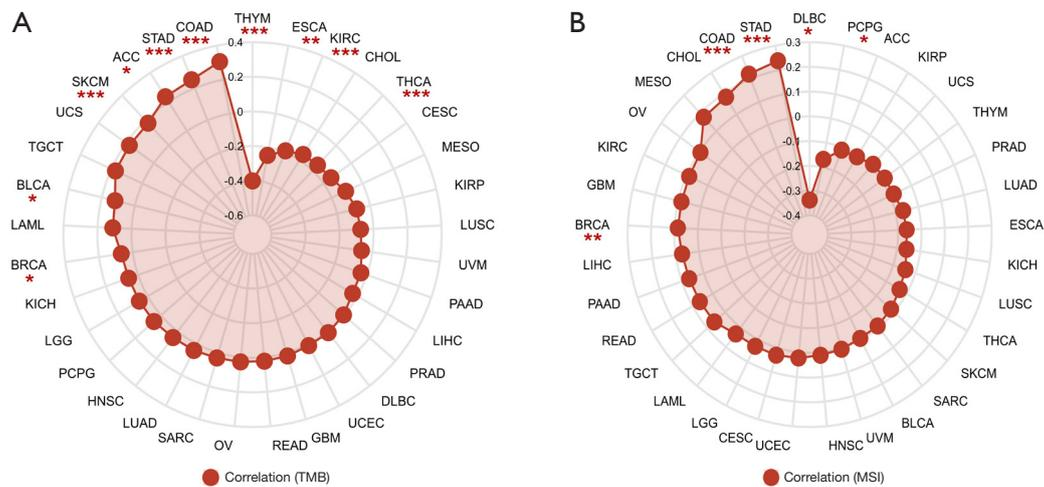 A
THYM
***
ESCA
**
KIRC
***
CHOL
THCA
***
CESC
MESO
KIRP
LUSC
UVM
PAAD
LIHC
PRAD
DLBC
UCEC
GBM
READ
OV
SARC
LUAD
HNSC
PCPG
LGG
KICH
BRCA
*
LAML
BLCA
*
TGCT
UCS
SKCM
***
ACC
*
STAD
***
COAD
***
0.4
0.2
0
-0.2
-0.4
-0.6
Correlation (TMB)
B
DLBC
*
PCPG
*
ACC
KIRP
UCS
THYM
PRAD
LUAD
ESCA
KICH
LUSC
THCA
SKCM
SARC
BLCA
UVM
HNSC
UCEC
CESC
LGG
LAML
TGCT
READ
PAAD
LIHC
BRCA
**
GBM
KIRC
OV
MESO
CHOL
COAD
***
STAD
***
0.3
0.2
0.1
0
-0.1
-0.2
-0.3
-0.4
Correlation (MSI)